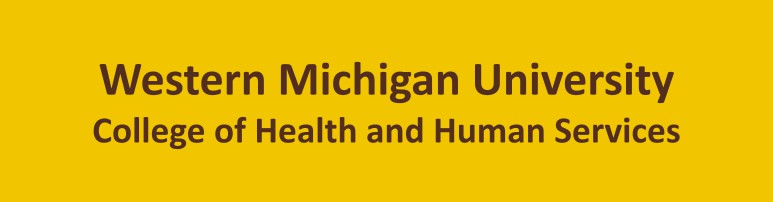 Western Michigan University
College of Health and Human Services